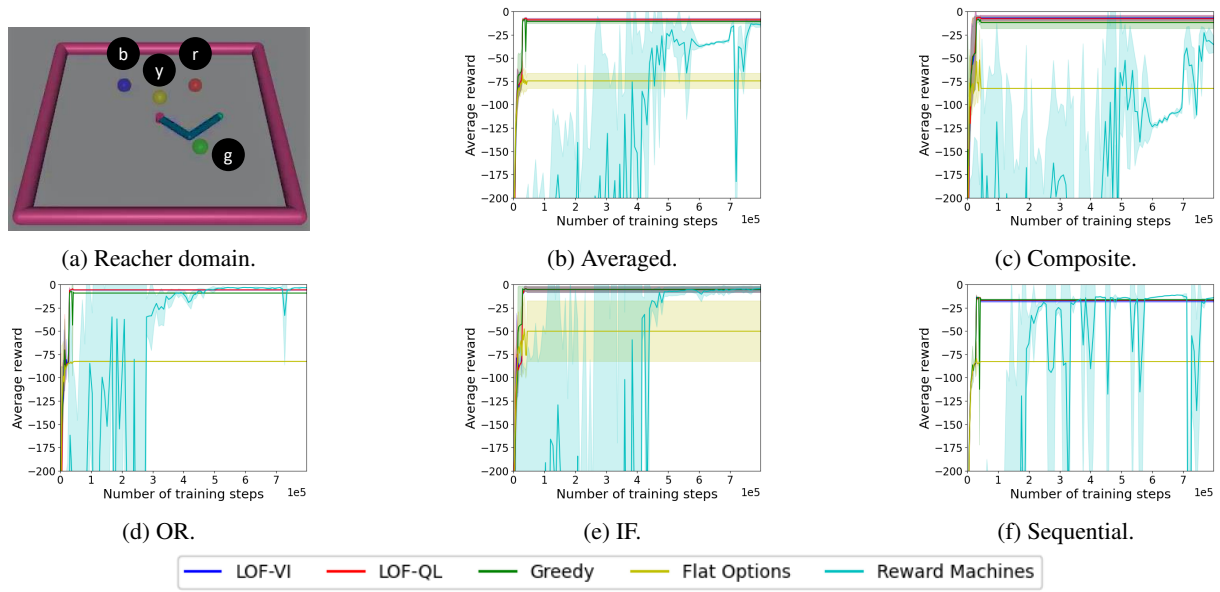 b
r
y
g
(a) Reacher domain.
Average reward
0
−25
−50
−75
−100
−125
−150
−175
−200
0 1 2 3 4 5 6 7
Number of training steps
1e5
(b) Averaged.
Average reward
0
−25
−50
−75
−100
−125
−150
−175
−200
0 1 2 3 4 5 6 7
Number of training steps
1e5
(c) Composite.
Average reward
0
−25
−50
−75
−100
−125
−150
−175
−200
0 1 2 3 4 5 6 7
Number of training steps
1e5
(d) OR.
Average reward
0
−25
−50
−75
−100
−125
−150
−175
−200
0 1 2 3 4 5 6 7
Number of training steps
1e5
(e) IF.
Average reward
0
−25
−50
−75
−100
−125
−150
−175
−200
0 1 2 3 4 5 6 7
Number of training steps
1e5
(f) Sequential.
LOF-VI LOF-QL Greedy Flat Options Reward Machines